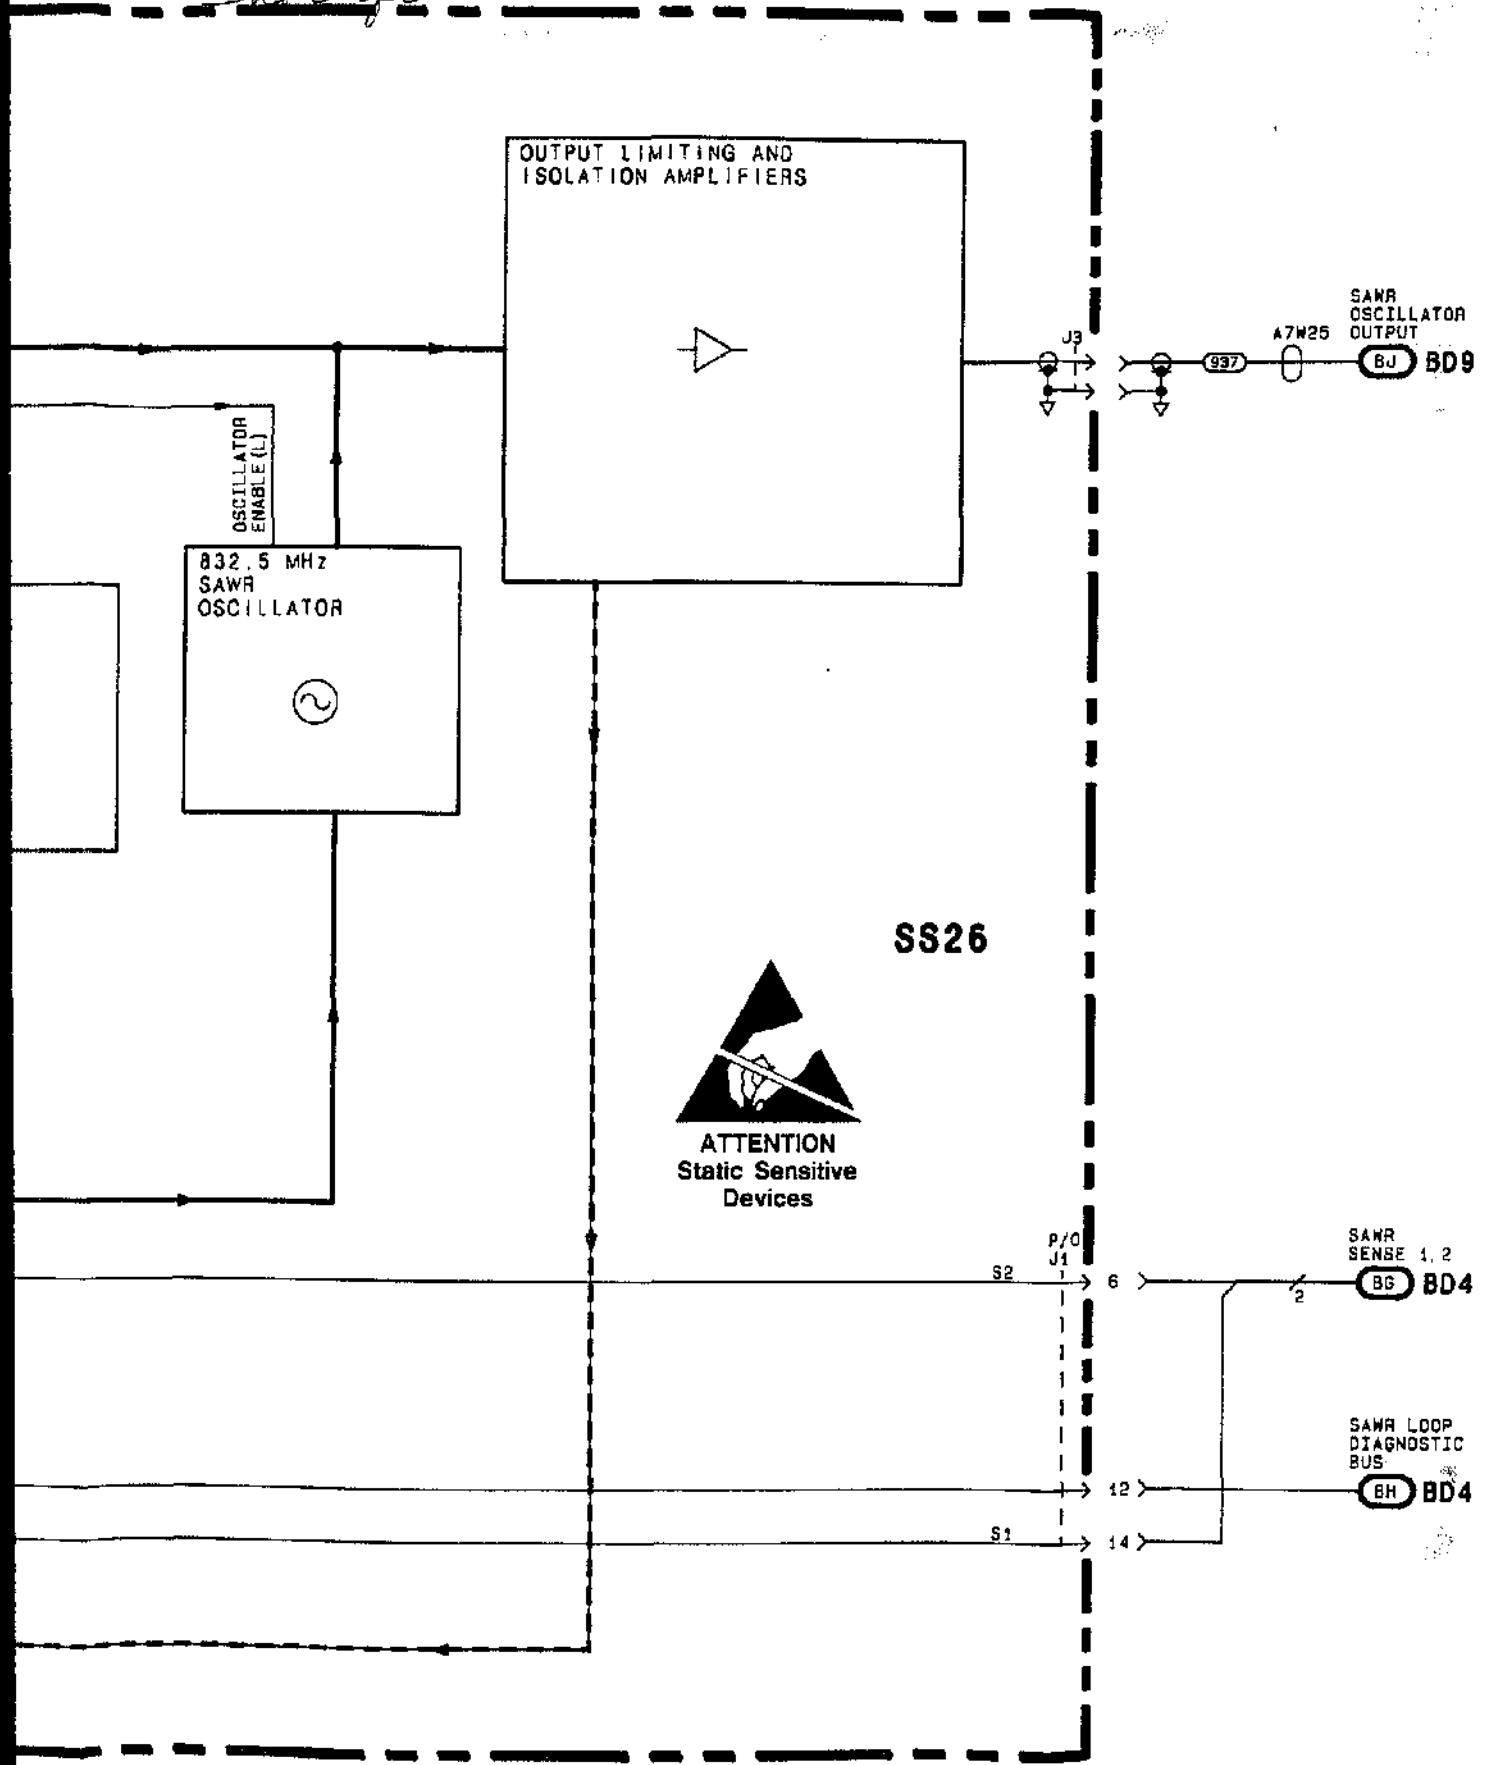 OUTPUT LIMITING AND
ISOLATION AMPLIFIERS
SAWR
OSCILLATOR
OUTPUT
J3
A7W25
937
BJ BD9
OSCILLATOR
ENABLE(L)
832.5 MHz
SAWR
OSCILLATOR
SS26
ATTENTION
Static Sensitive
Devices
P/O
J1
SAWR
SENSE 1,2
S2
6
2
BG BD4
SAWR LOOP
DIAGNOSTIC
BUS
12
BH BD4
S1
14